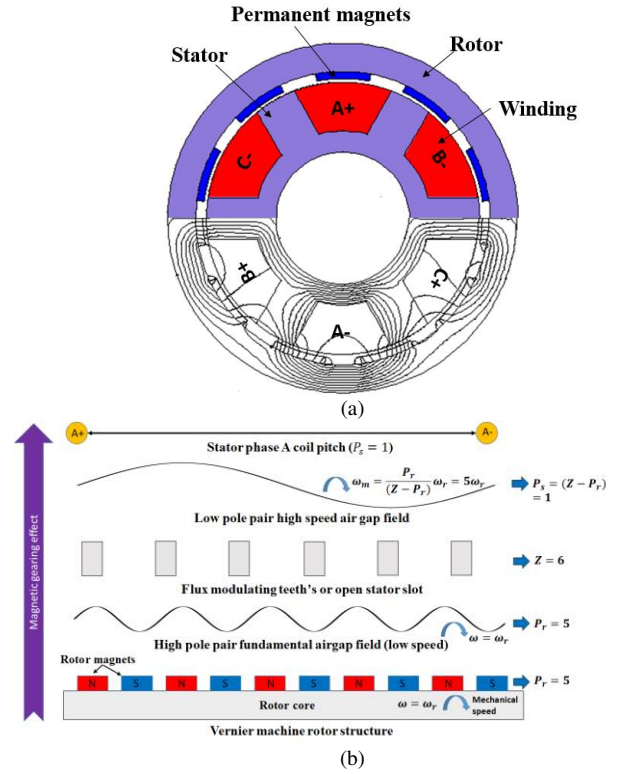 Permanent magnets
Stator
Rotor
A+
Winding
C-
B-
B+
C+
A-
(a)
A+
A-
Stator phase A coil pitch (P_s = 1)
ω_m = P_r/(Z − P_r) ω_r = 5ω_r
P_s = (Z − P_r)
= 1
Low pole pair high speed air gap field
Z = 6
Flux modulating teeth's or open stator slot
P_r = 5
High pole pair fundamental airgap field (low speed)
ω = ω_r
Rotor magnets
N S N S N S N S N S
P_r = 5
Rotor core
ω = ω_r
Mechanical
speed
Vernier machine rotor structure
Magnetic gearing effect
(b)